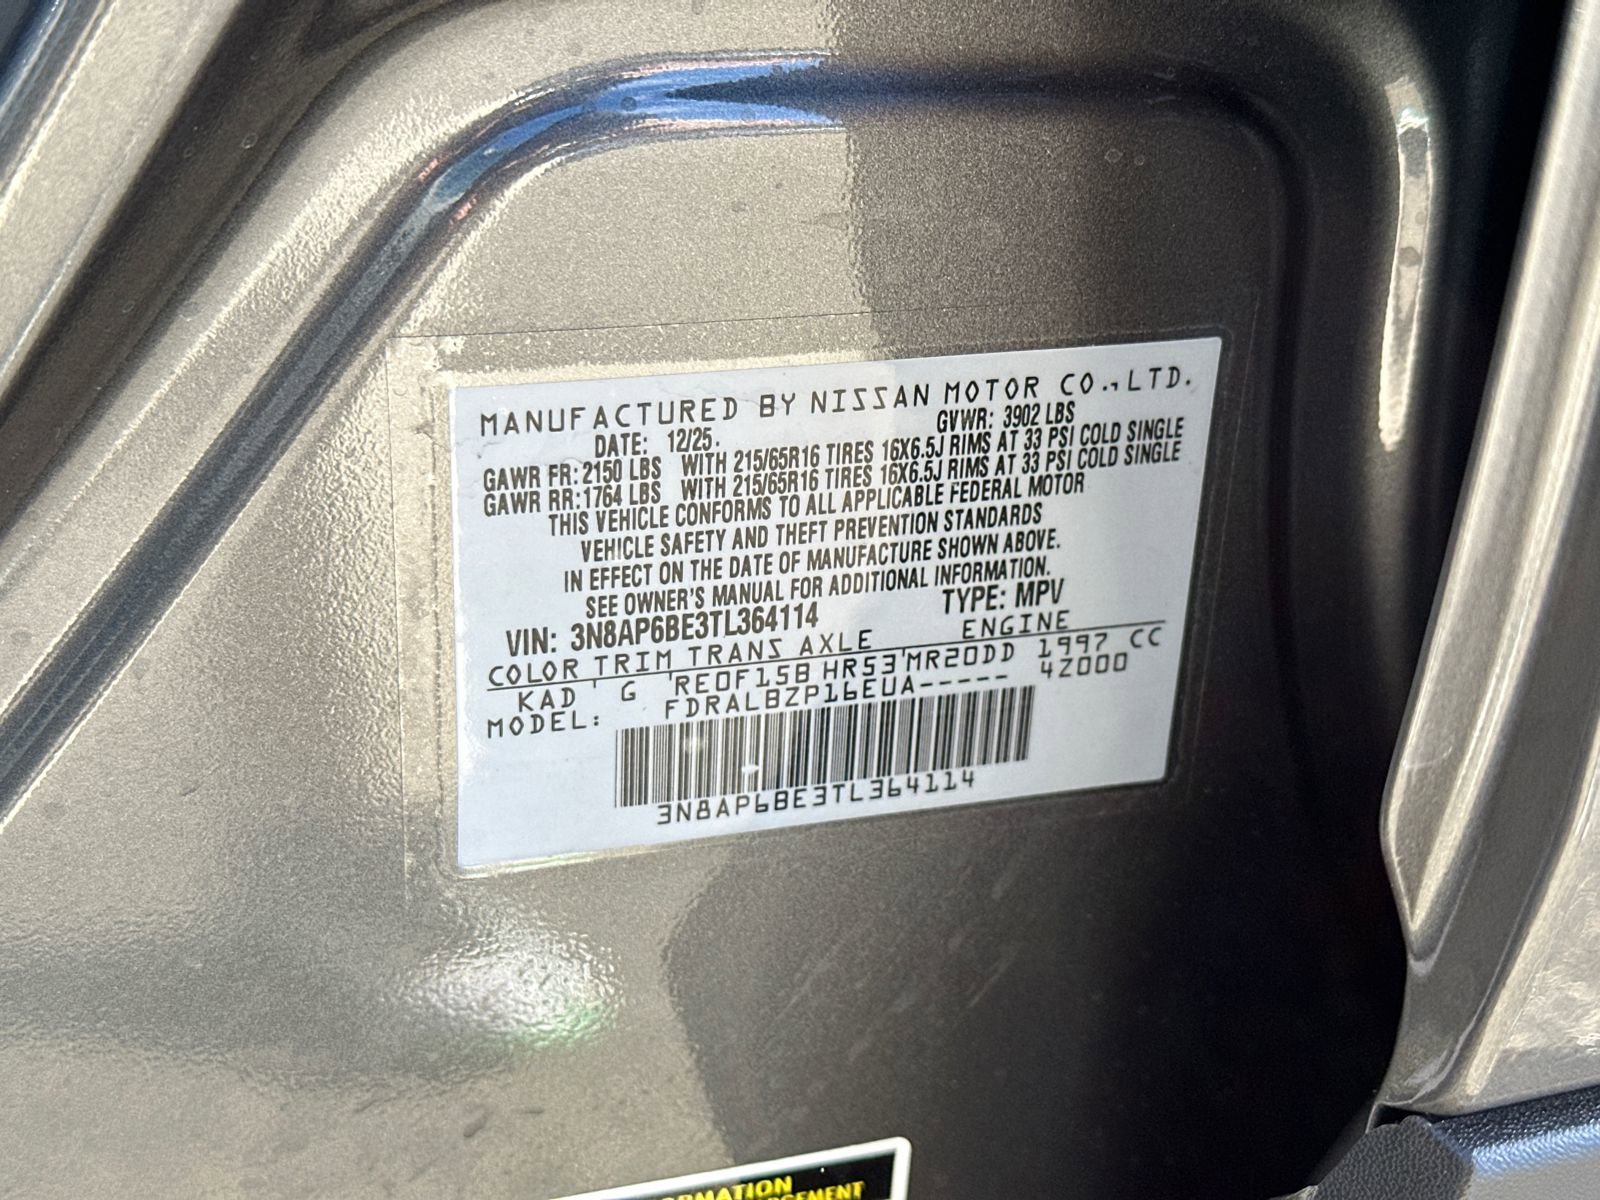 MANUFACTURED BY NISSAN MOTOR CO., LTD.
DATE: 12/25. GVWR: 3902 LBS
GAWR FR: 2150 LBS WITH 215/65R16 TIRES 16X6.5J RIMS AT 33 PSI COLD SINGLE
GAWR RR: 1764 LBS WITH 215/65R16 TIRES 16X6.5J RIMS AT 33 PSI COLD SINGLE
THIS VEHICLE CONFORMS TO ALL APPLICABLE FEDERAL MOTOR
VEHICLE SAFETY AND THEFT PREVENTION STANDARDS
IN EFFECT ON THE DATE OF MANUFACTURE SHOWN ABOVE.
SEE OWNER'S MANUAL FOR ADDITIONAL INFORMATION.
VIN: 3N8AP6BE3TL364114 TYPE: MPV
COLOR TRIM TRANS AXLE ENGINE
KAD G RE0F15B HR53 MR20DD 1997 CC
MODEL: FDRALBZP16EUA----- 4Z000
3N8AP6BE3TL364114